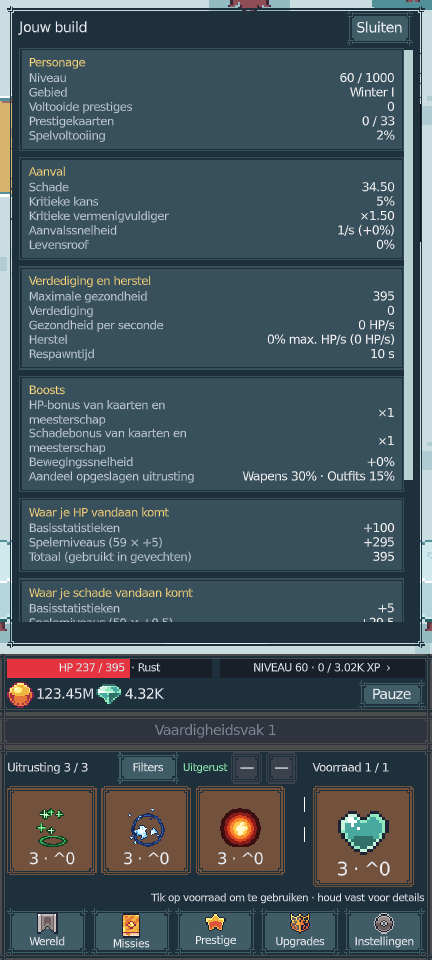 Jouw build
Sluiten
Personage
Niveau 60 / 1000
Gebied Winter I
Voltooide prestiges 0
Prestigekaarten 0 / 33
Spelvoltooiing 2%
Aanval
Schade 34.50
Kritieke kans 5%
Kritieke vermenigvuldiger ×1.50
Aanvalssnelheid 1/s (+0%)
Levensroof 0%
Verdediging en herstel
Maximale gezondheid 395
Verdediging 0
Gezondheid per seconde 0 HP/s
Herstel 0% max. HP/s (0 HP/s)
Respawntijd 10 s
Boosts
HP-bonus van kaarten en
meesterschap ×1
Schadebonus van kaarten en
meesterschap ×1
Bewegingssnelheid +0%
Aandeel opgeslagen uitrusting Wapens 30% · Outfits 15%
Waar je HP vandaan komt
Basisstatistieken +100
Spelerniveaus (59 × +5) +295
Totaal (gebruikt in gevechten) 395
Waar je schade vandaan komt
Basisstatistieken +5
Spelerniveaus (59 × +0.5) +29.5
HP 237 / 395 · Rust
NIVEAU 60 · 0 / 3.02K XP ›
123.45M 4.32K Pauze
Vaardigheidsvak 1
Uitrusting 3 / 3 Filters Uitgerust — — Voorraad 1 / 1
3 · ^0 3 · ^0 3 · ^0 3 · ^0
Tik op voorraad om te gebruiken · houd vast voor details
Wereld Missies Prestige Upgrades Instellingen